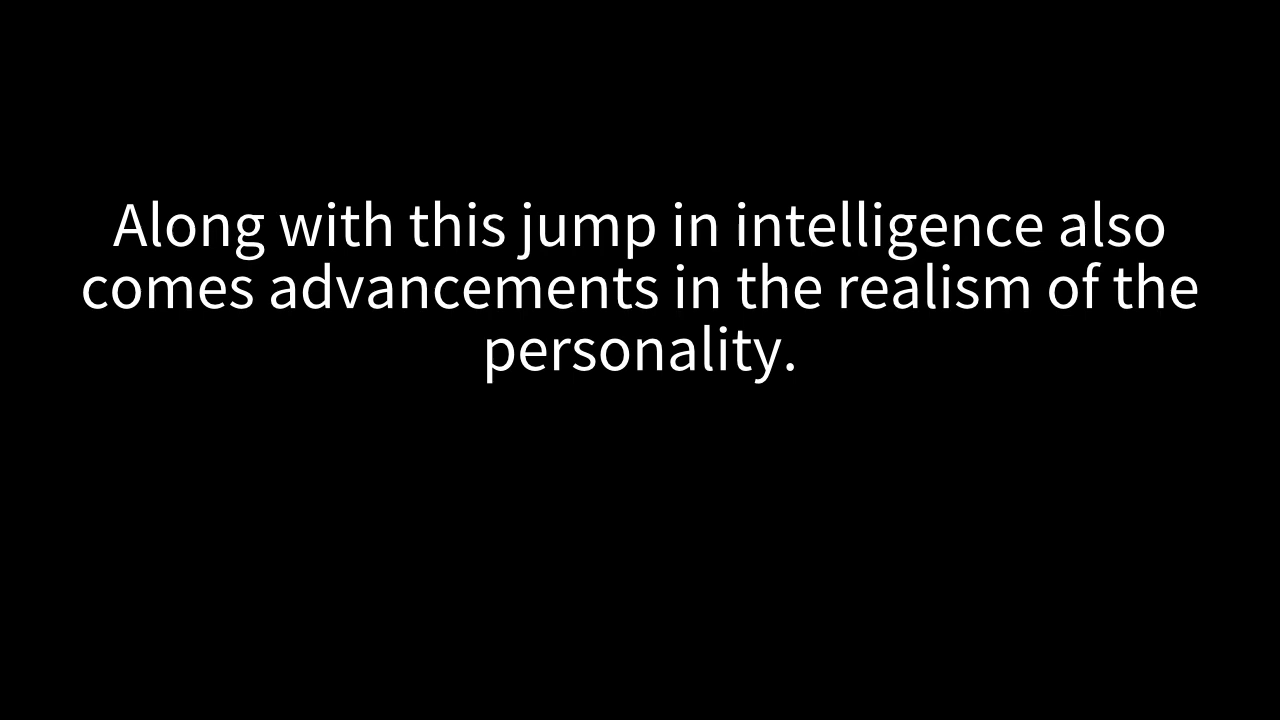 Along with this jump in intelligence also
comes advancements in the realism of the
personality.